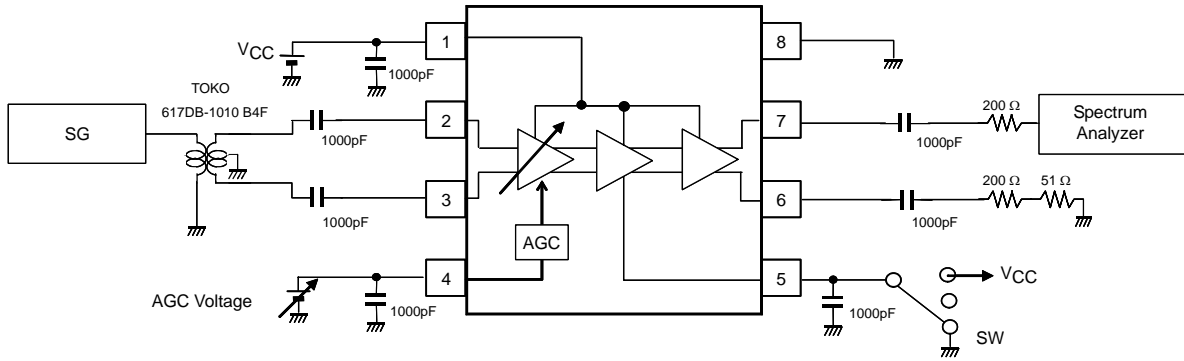 VCC
1000pF
1
8
TOKO
617DB-1010 B4F
SG
1000pF
2
7
1000pF
200 Ω
Spectrum
Analyzer
1000pF
3
6
1000pF
200 Ω
51 Ω
AGC
AGC Voltage
1000pF
4
5
1000pF
VCC
SW